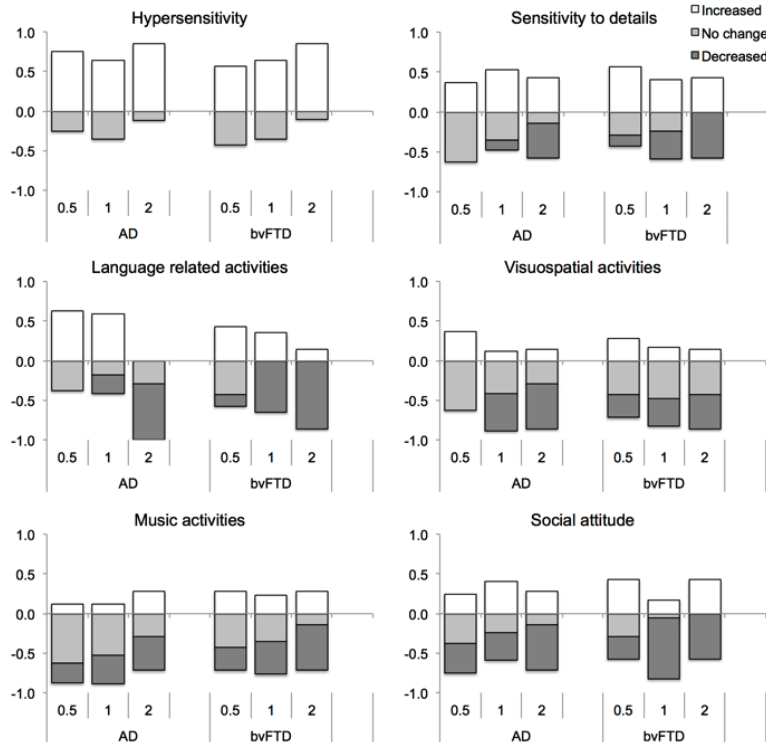 Hypersensitivity
1.0
0.5
0.0
-0.5
-1.0
0.5 1 2 0.5 1 2
AD bvFTD
Sensitivity to details
Increased
No change
Decreased
1.0
0.5
0.0
-0.5
-1.0
0.5 1 2 0.5 1 2
AD bvFTD
Language related activities
1.0
0.5
0.0
-0.5
-1.0
0.5 1 2 0.5 1 2
AD bvFTD
Visuospatial activities
1.0
0.5
0.0
-0.5
-1.0
0.5 1 2 0.5 1 2
AD bvFTD
Music activities
1.0
0.5
0.0
-0.5
-1.0
0.5 1 2 0.5 1 2
AD bvFTD
Social attitude
1.0
0.5
0.0
-0.5
-1.0
0.5 1 2 0.5 1 2
AD bvFTD